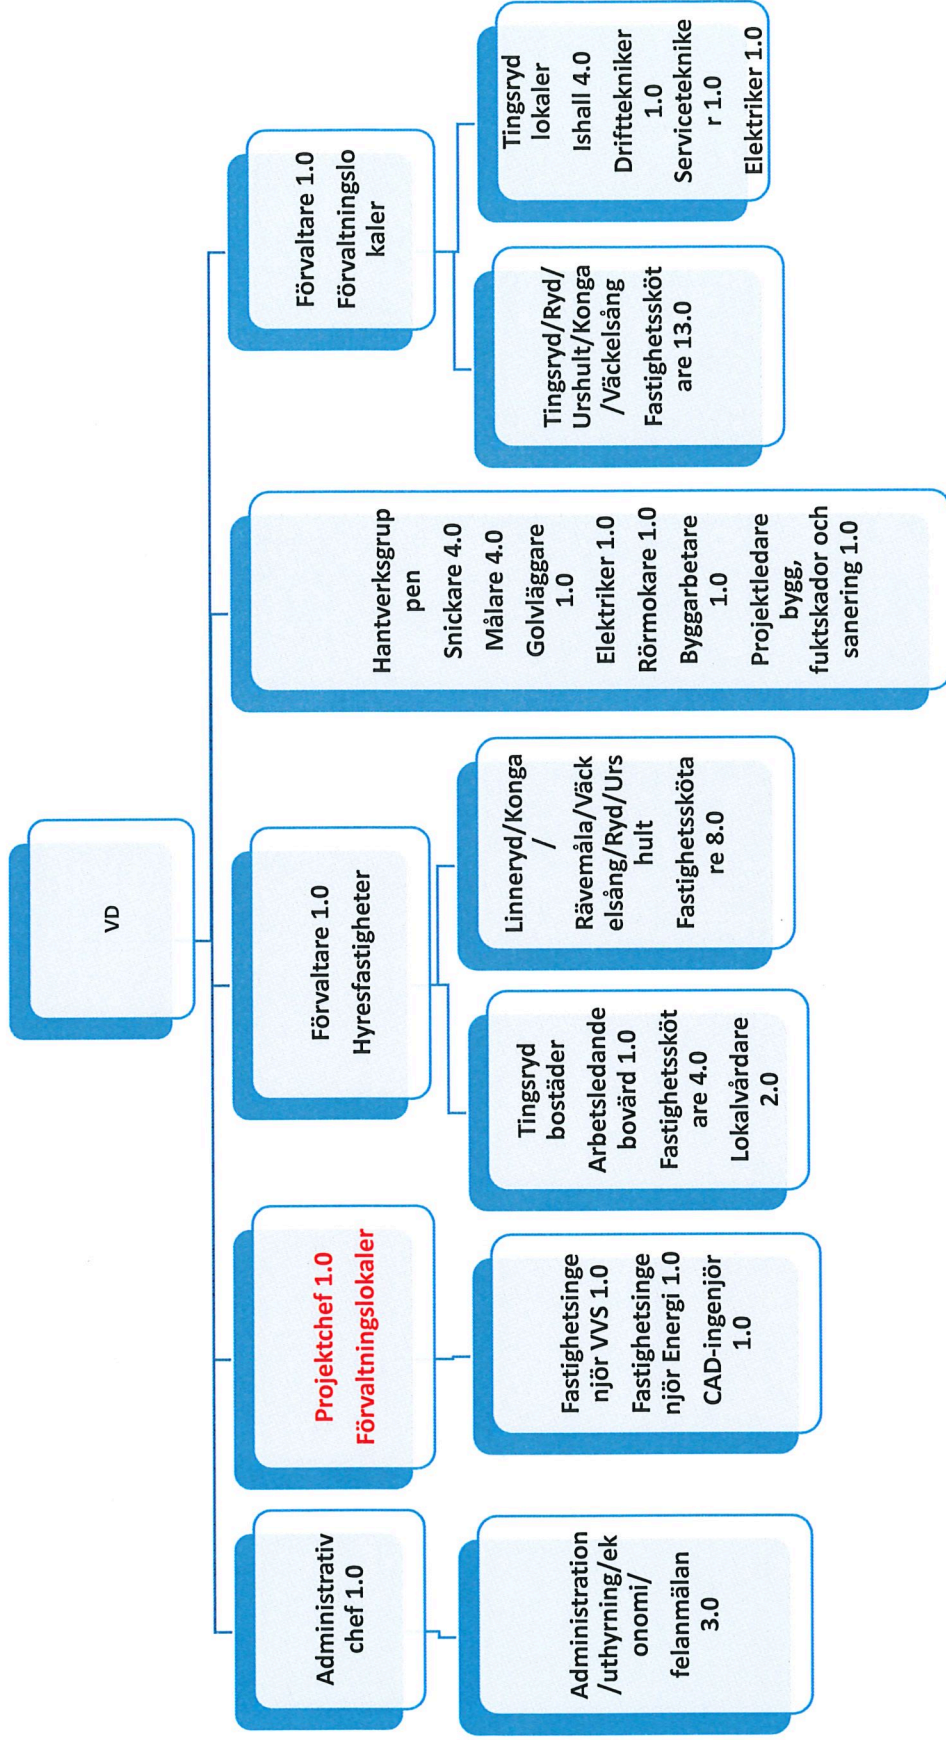 VD
Administrativ
chef 1.0
Administration
/uthyrning/ek
onomi/
felanmälan
3.0
Projektchef 1.0
Förvaltningslokaler
Fastighetsinge
njör VVS 1.0
Fastighetsinge
njör Energi 1.0
CAD-ingenjör
1.0
Förvaltare 1.0
Hyresfastigheter
Tingsryd
bostäder
Arbetsledande
bovärd 1.0
Fastighetssköt
are 4.0
Lokalvårdare
2.0
Linneryd/Konga
/
Rävemåla/Väck
elsång/Ryd/Urs
hult
Fastighetssköta
re 8.0
Hantverksgrup
pen
Snickare 4.0
Målare 4.0
Golvläggare
1.0
Elektriker 1.0
Rörmokare 1.0
Byggarbetare
1.0
Projektledare
bygg,
fuktskador och
sanering 1.0
Förvaltare 1.0
Förvaltningslo
kaler
Tingsryd/Ryd/
Urshult/Konga
/Väckelsång
Fastighetssköt
are 13.0
Tingsryd
lokaler
Ishall 4.0
Drifttekniker
1.0
Servicetekniker
r 1.0
Elektriker 1.0